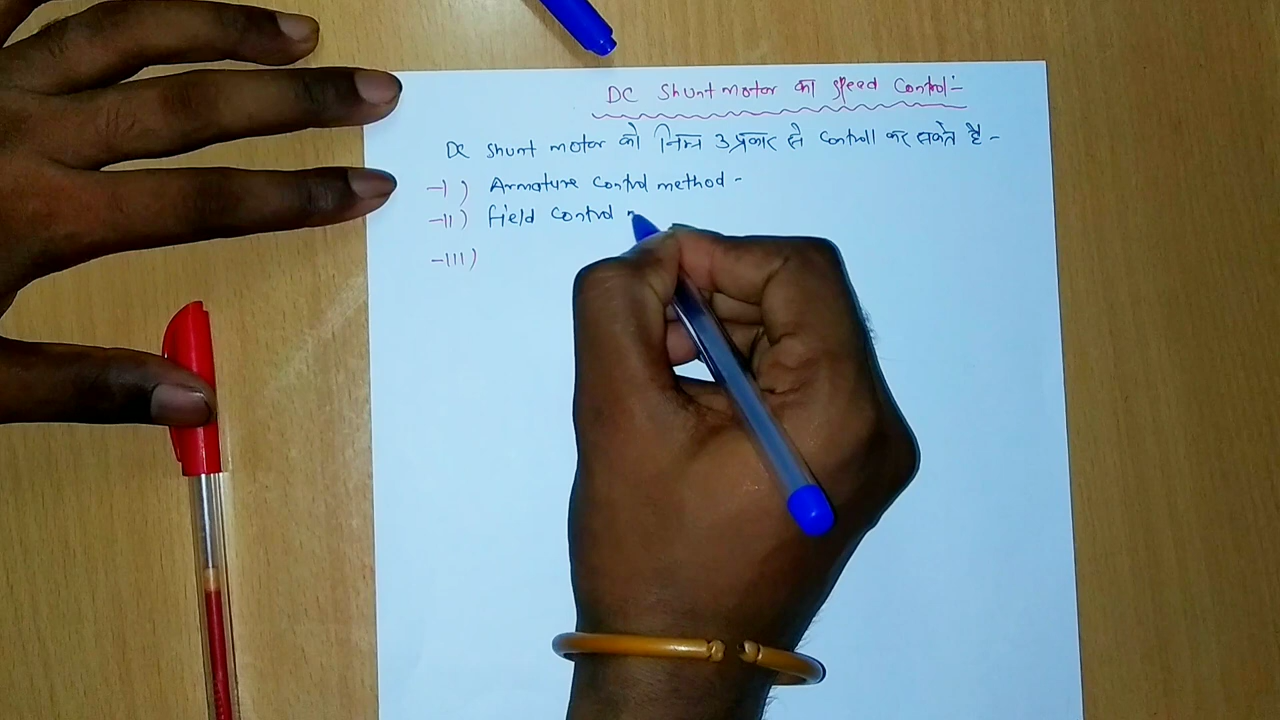 DC Shunt motor का speed Control:-
DC shunt motor को निम्न 3 प्रकार से controll कर सकते है -
-I) Armature control method -
-II) field control
-III)